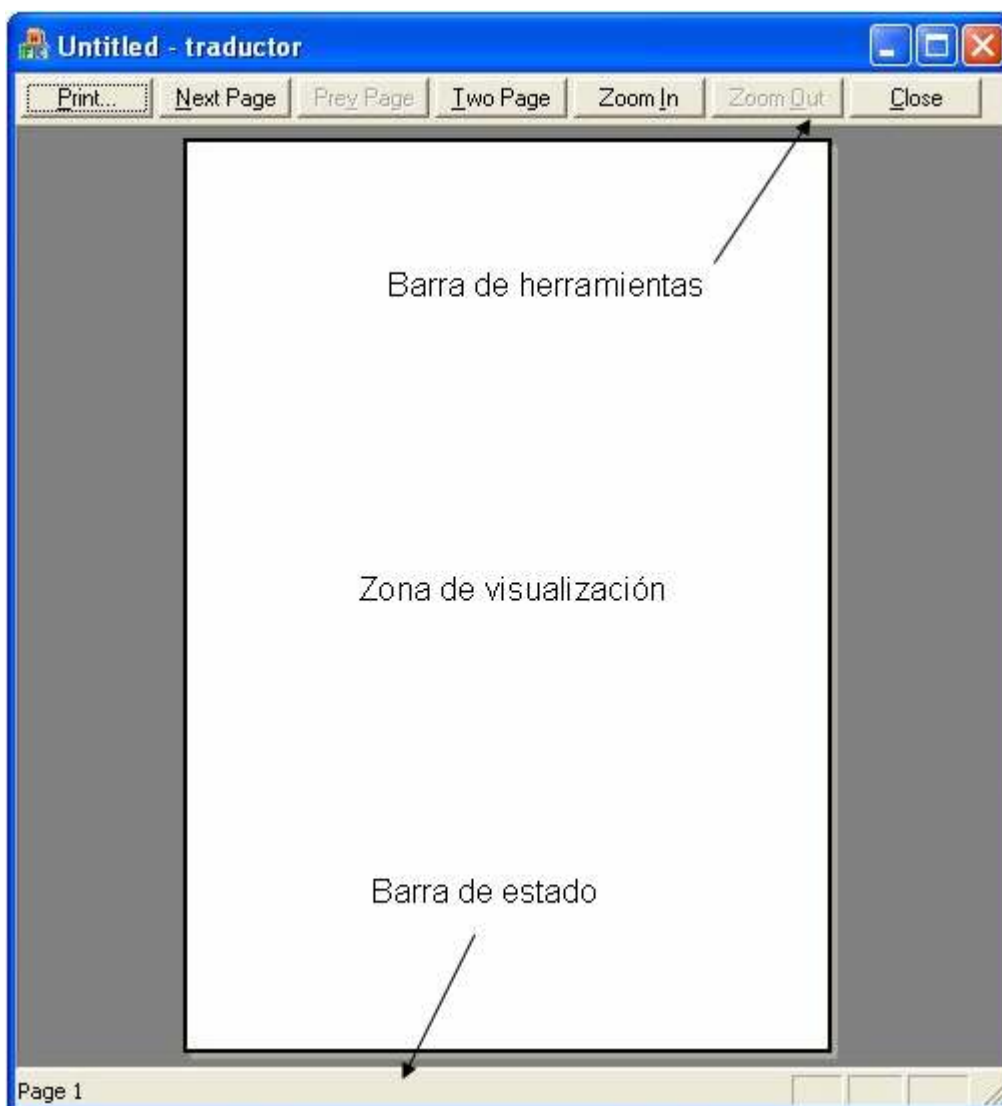 Untitled - traductor
Print... Next Page Prev Page Two Page Zoom In Zoom Out Close
Barra de herramientas
Zona de visualización
Barra de estado
Page 1